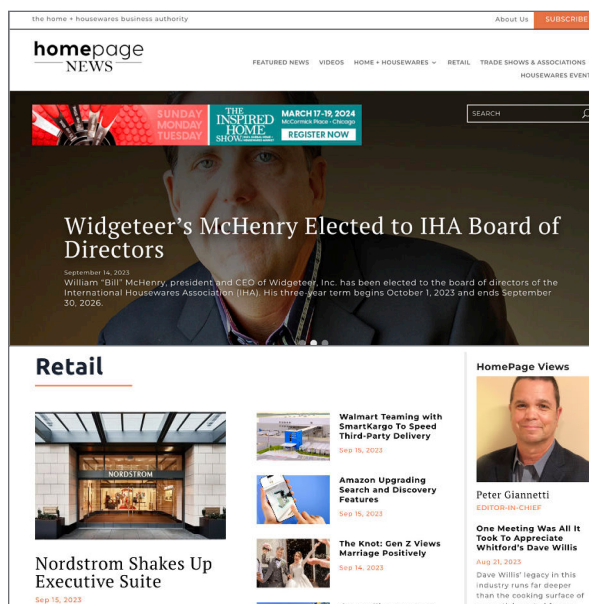 the home + housewares business authority
About Us
SUBSCRIBE
homepage
NEWS
FEATURED NEWS VIDEOS HOME + HOUSEWARES RETAIL TRADE SHOWS & ASSOCIATIONS
HOUSEWARES EVENT
SUNDAY
MONDAY
TUESDAY
THE
INSPIRED
HOME
SHOW
MARCH 17-19, 2024
McCormick Place - Chicago
REGISTER NOW
SEARCH
Widgeteer's McHenry Elected to IHA Board of
Directors
September 14, 2023
William "Bill" McHenry, president and CEO of Widgeteer, Inc. has been elected to the board of directors of the
International Housewares Association (IHA). His three-year term begins October 1, 2023 and ends September
30, 2026.
Retail
NORDSTROM
Nordstrom Shakes Up
Executive Suite
Sep 15, 2023
Walmart Teaming with
SmartKargo To Speed
Third-Party Delivery
Sep 15, 2023
Amazon Upgrading
Search and Discovery
Features
Sep 15, 2023
The Knot: Gen Z Views
Marriage Positively
Sep 14, 2023
HomePage Views
Peter Giannetti
EDITOR-IN-CHIEF
One Meeting Was All It
Took To Appreciate
Whitford's Dave Willis
Aug 21, 2023
Dave Willis' legacy in this
industry runs far deeper
than the cooking surface of